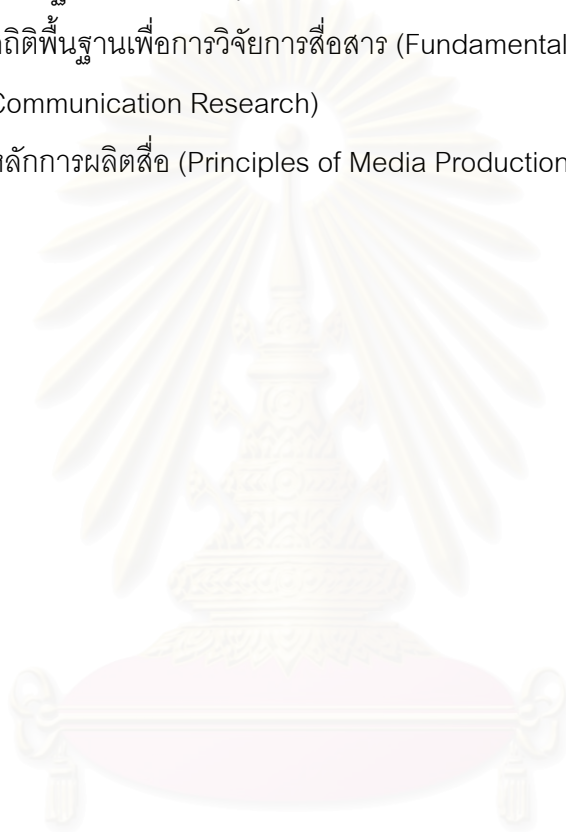 ถิติพื้นฐานเพื่อการวิจัยการสื่อสาร (Fundamental
Communication Research)
หลักการผลิตสื่อ (Principles of Media Production